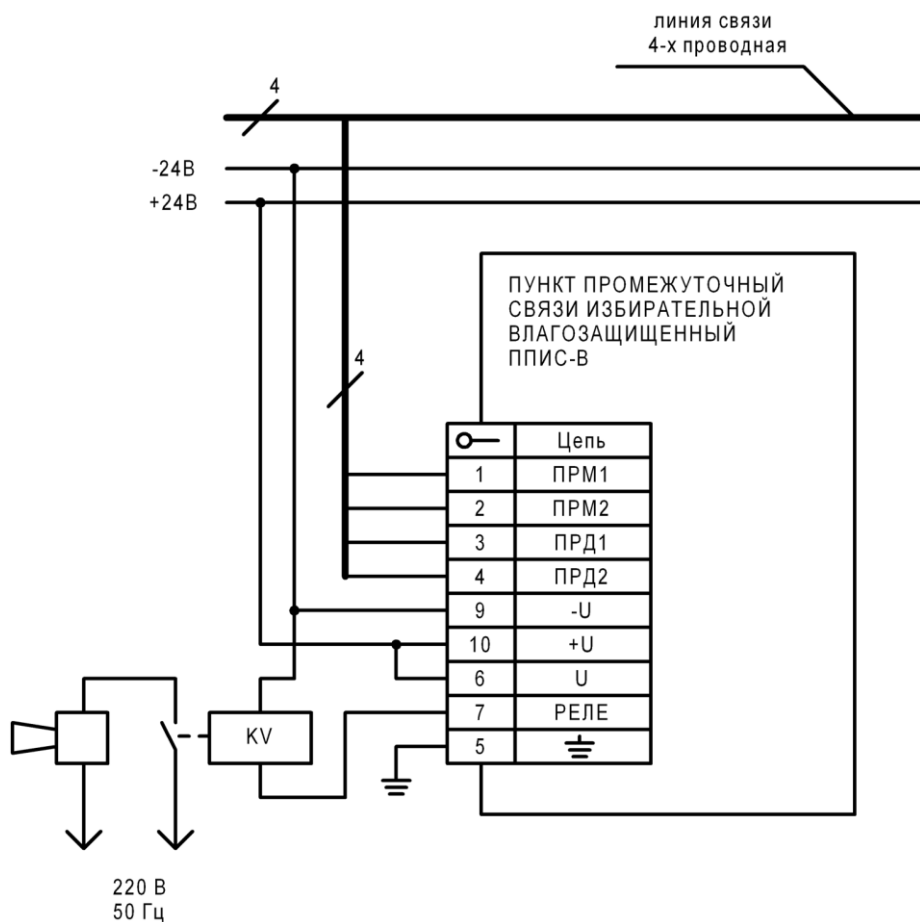 линия связи
4-х проводная
4
-24В
+24В
ПУНКТ ПРОМЕЖУТОЧНЫЙ
СВЯЗИ ИЗБИРАТЕЛЬНОЙ
ВЛАГОЗАЩИЩЕННЫЙ
ППИС-В
4
Цепь
1 ПРМ1
2 ПРМ2
3 ПРД1
4 ПРД2
9 -U
10 +U
6 U
7 РЕЛЕ
5
KV
220 В
50 Гц